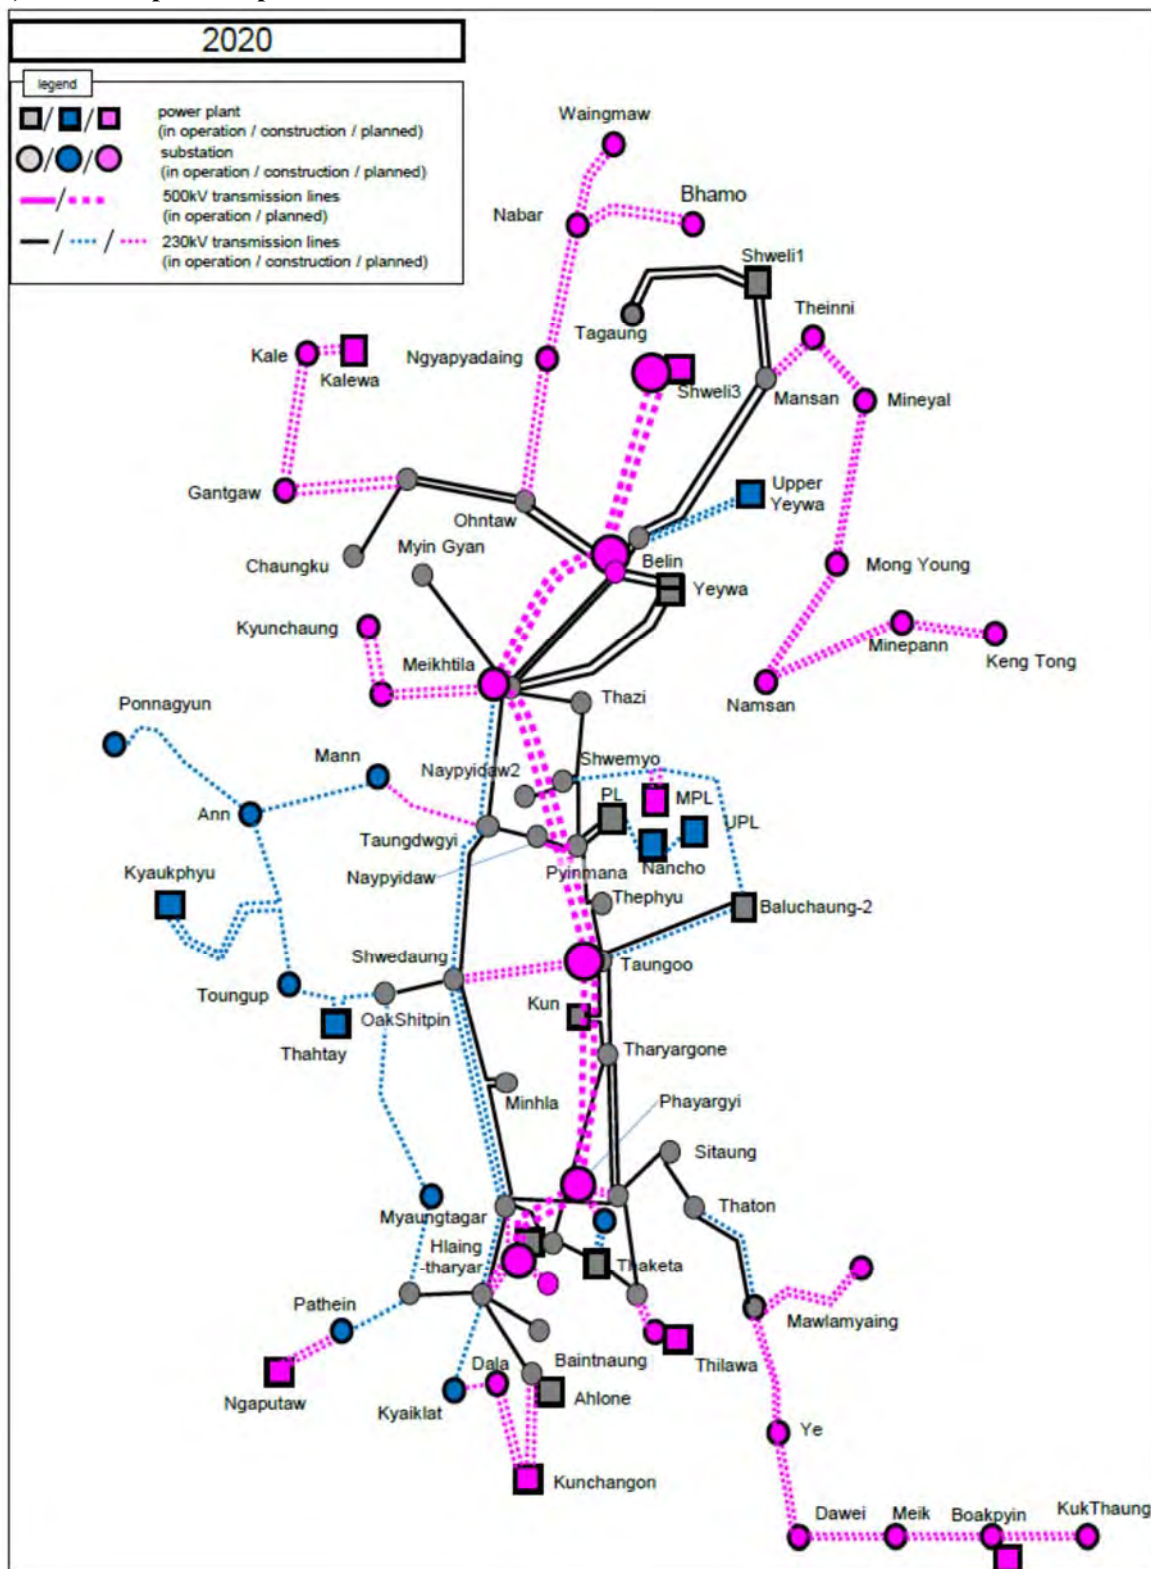 2020
legend
power plant
(in operation / construction / planned)
substation
(in operation / construction / planned)
500kV transmission lines
(in operation / planned)
230kV transmission lines
(in operation / construction / planned)
Waingmaw
Nabar
Bhamo
Shweli1
Tagaung
Theinni
Kale
Kalewa
Ngyapyadaing
Shweli3
Mansan
Mineyal
Gantgaw
Ohntaw
Upper
Yeywa
Chaungku
Myin Gyan
Belin
Yeywa
Mong Young
Kyunchaung
Minepann
Keng Tong
Meikhtila
Thazi
Namsan
Ponnagyun
Mann
Naypyidaw2
Shwemyo
PL
MPL
Ann
Taungdwgyi
UPL
Naypyidaw
Pyinmana
Nancho
Kyaukphyu
Thephyu
Baluchaung-2
Shwedaung
Taungoo
Toungup
OakShitpin
Kun
Thahtay
Tharyargone
Minhla
Phayargyi
Sitaung
Thaton
Myaungtagar
Hlaing
-tharyar
Thaketa
Pathein
Mawlamyaing
Baintnaung
Thilawa
Ngaputaw
Dala
Ahlone
Kyaiklat
Ye
Kunchangon
Dawei
Meik
Boakpyin
KukThaung